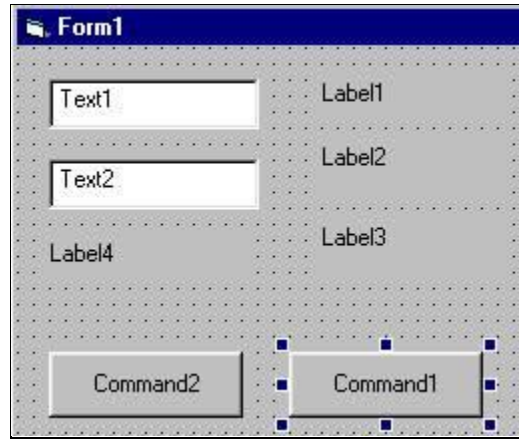 Form1
Text1
Label1
Text2
Label2
Label4
Label3
Command2
Command1